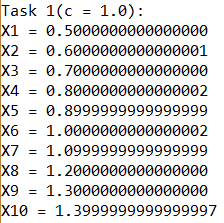 Task 1(c = 1.0):
X1 = 0.5000000000000000
X2 = 0.6000000000000001
X3 = 0.7000000000000000
X4 = 0.8000000000000002
X5 = 0.8999999999999999
X6 = 1.0000000000000002
X7 = 1.0999999999999999
X8 = 1.2000000000000000
X9 = 1.3000000000000000
X10 = 1.3999999999999997